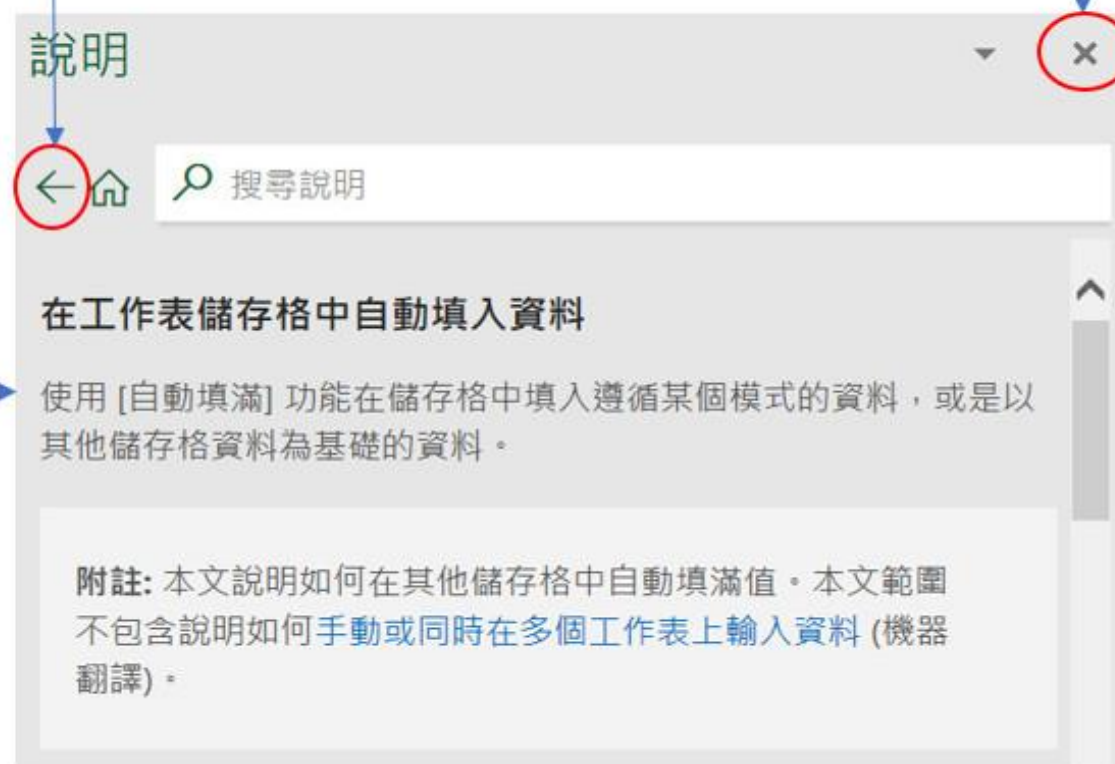 說明
搜尋說明
在工作表儲存格中自動填入資料
使用 [自動填滿] 功能在儲存格中填入遵循某個模式的資料，或是以
其他儲存格資料為基礎的資料。
附註: 本文說明如何在其他儲存格中自動填滿值。本文範圍
不包含說明如何手動或同時在多個工作表上輸入資料 (機器
翻譯)。